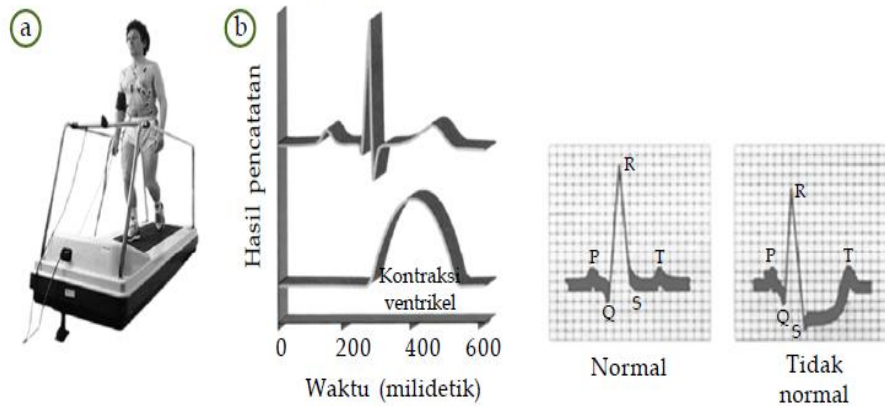 a
b
Hasil pencatatan
Kontraksi
ventrikel
0 200 400 600
Waktu (milidetik)
P
R
Q
S
T
Normal
P
R
Q
S
T
Tidak
normal